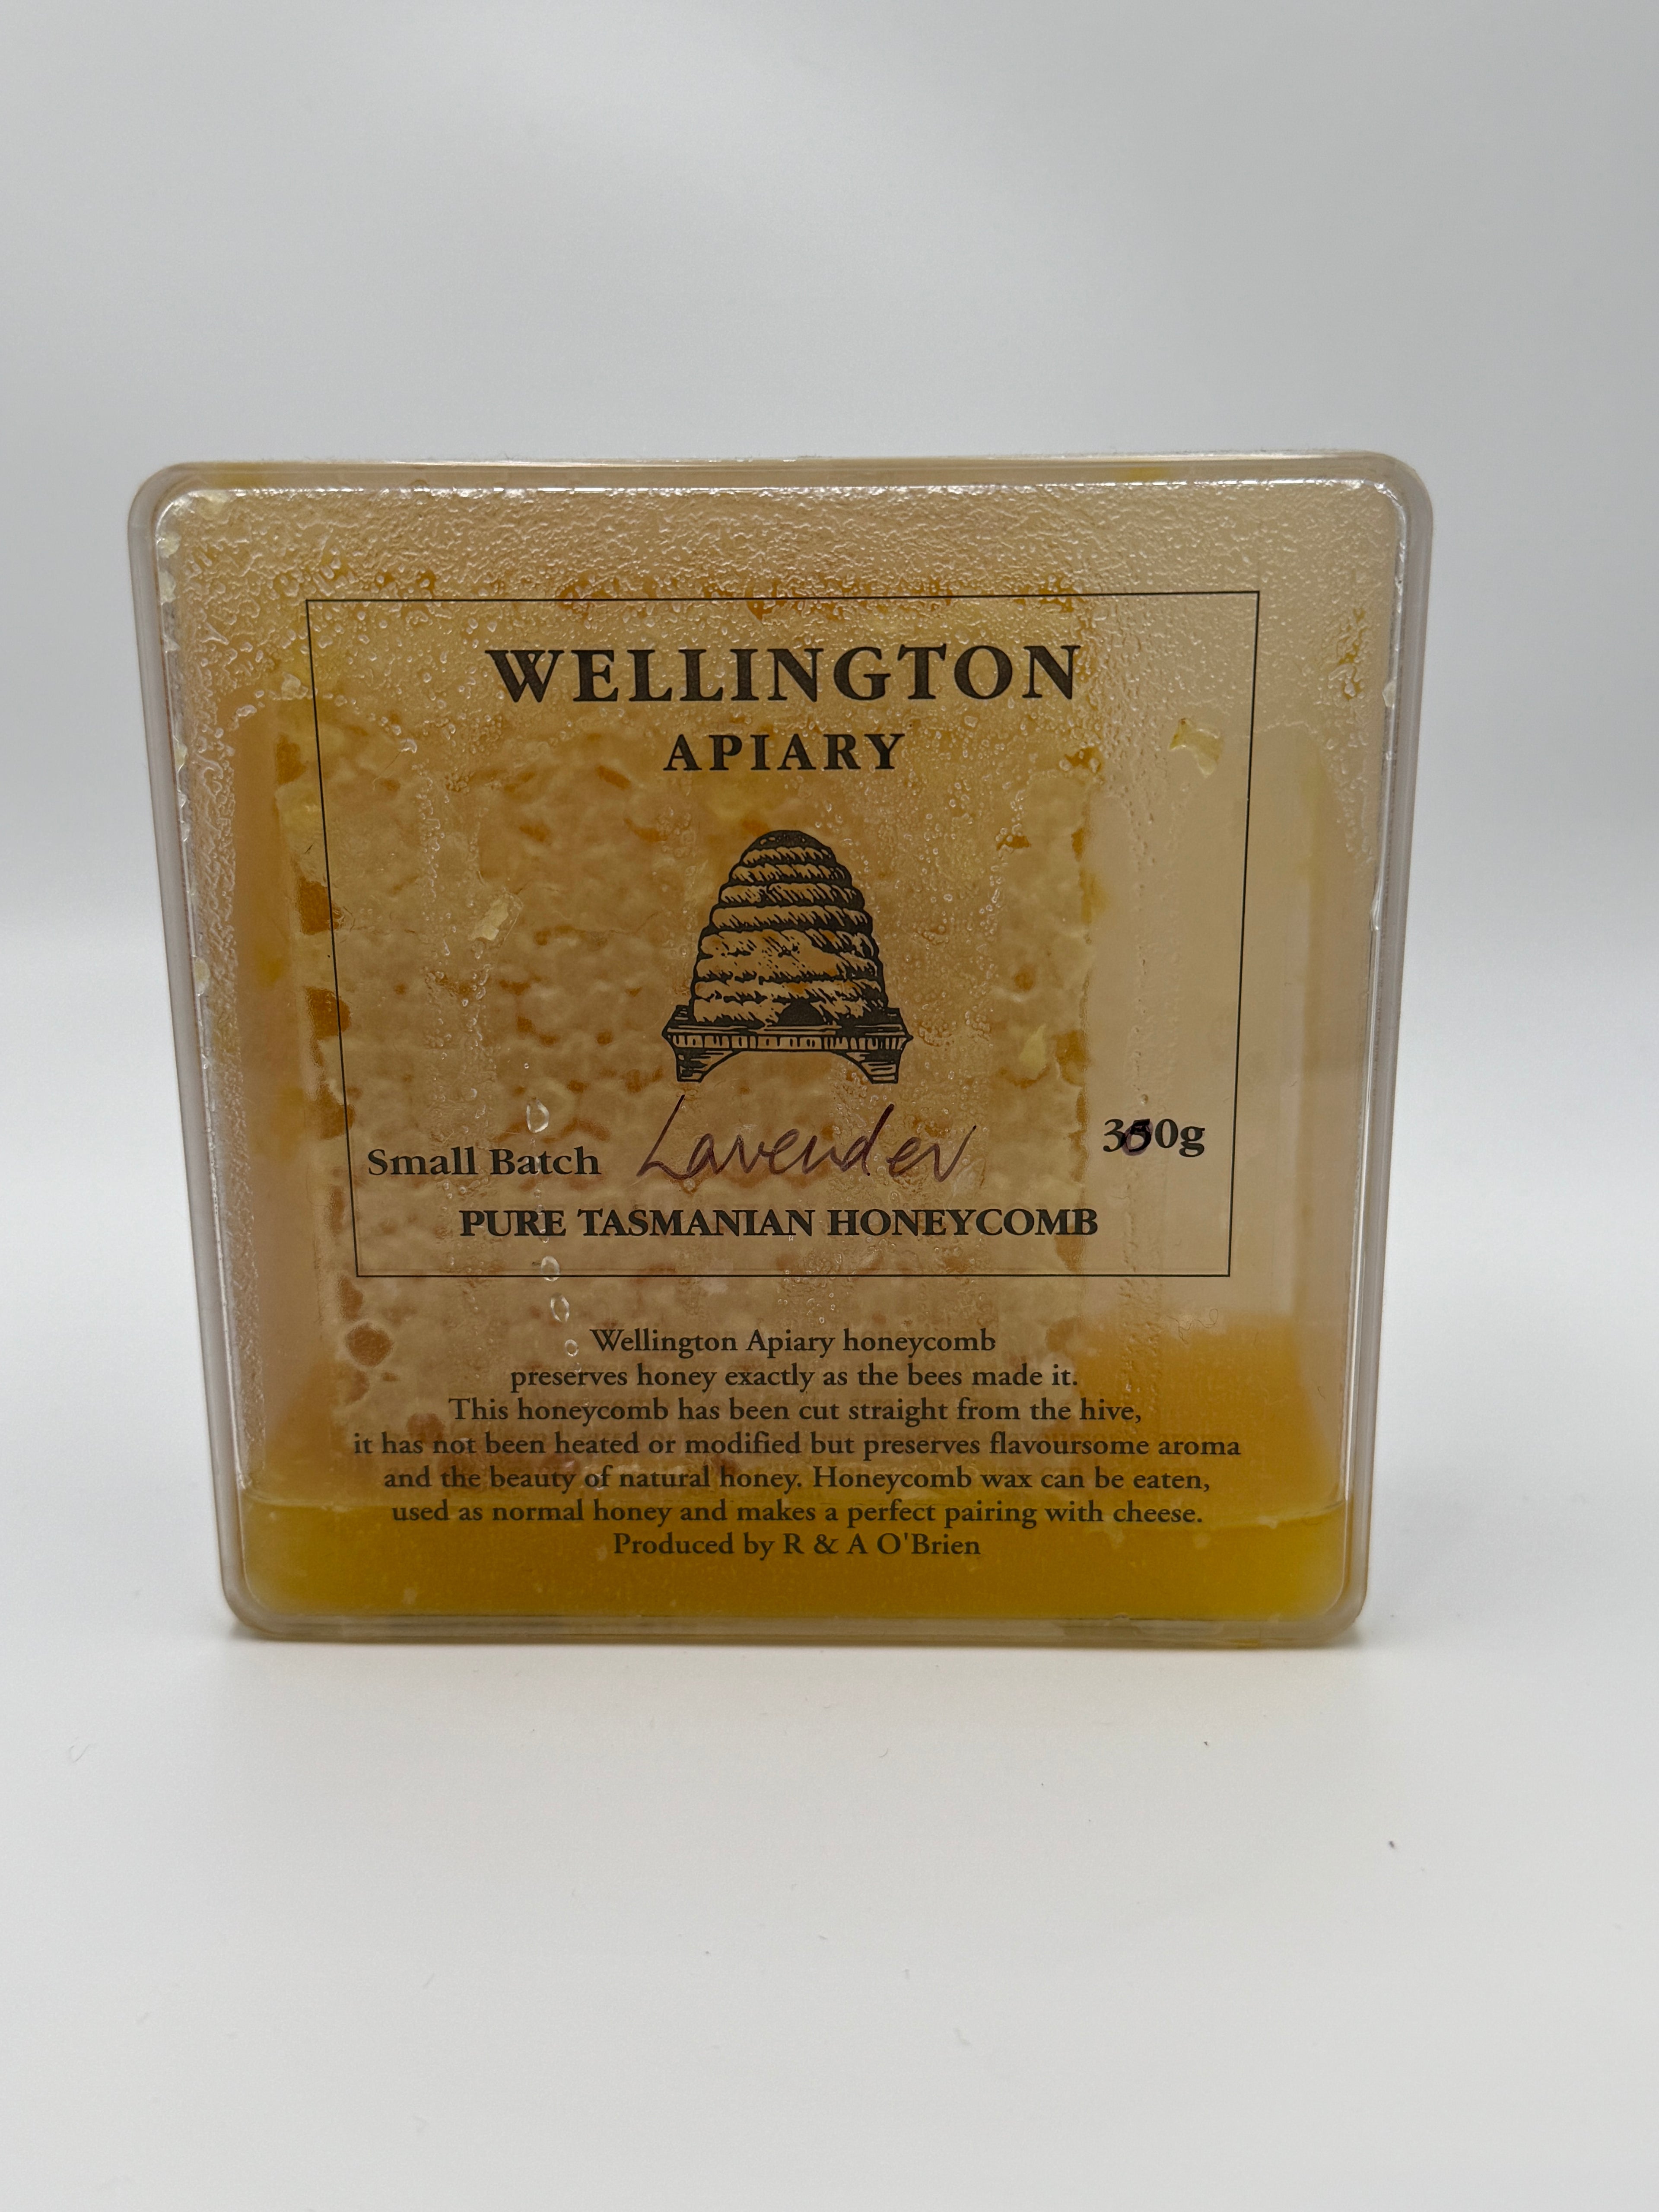 WELLINGTON
APIARY
Small Batch Lavender
300g
PURE TASMANIAN HONEYCOMB
Wellington Apiary honeycomb
preserves honey exactly as the bees made it.
This honeycomb has been cut straight from the hive,
it has not been heated or modified but preserves flavoursome aroma
and the beauty of natural honey. Honeycomb wax can be eaten,
used as normal honey and makes a perfect pairing with cheese.
Produced by R & A O'Brien